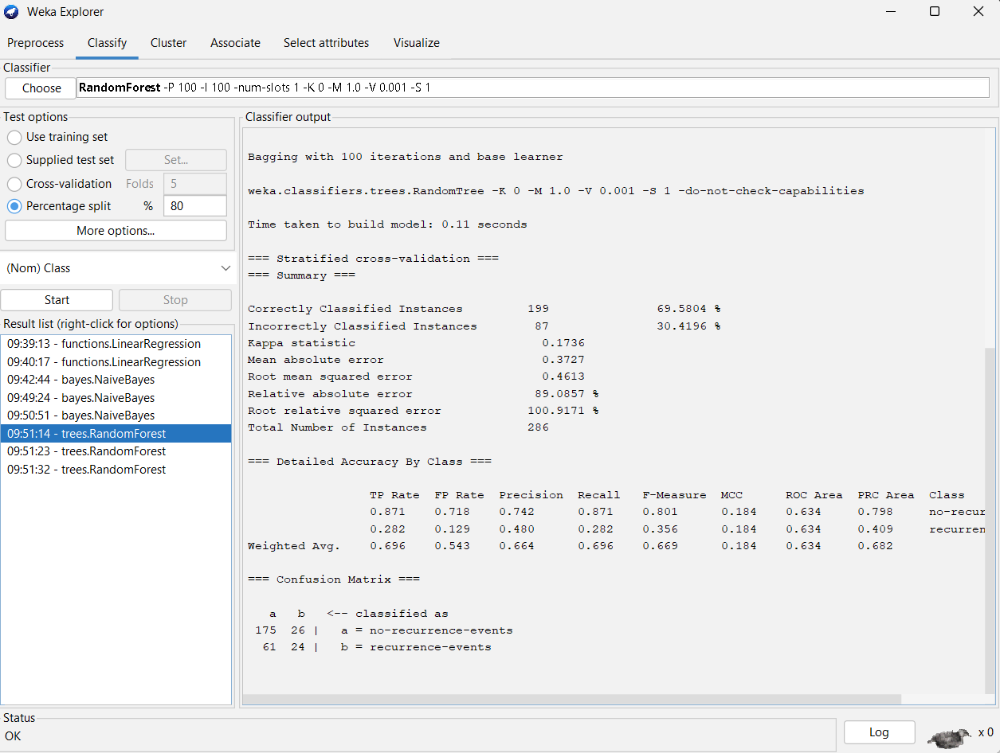 Weka Explorer
Preprocess Classify Cluster Associate Select attributes Visualize
Classifier
Choose RandomForest -P 100 -I 100 -num-slots 1 -K 0 -M 1.0 -V 0.001 -S 1
Test options
Use training set
Supplied test set Set...
Cross-validation Folds 5
Percentage split % 80
More options...
(Nom) Class
Start Stop
Result list (right-click for options)
09:39:13 - functions.LinearRegression
09:40:17 - functions.LinearRegression
09:42:44 - bayes.NaiveBayes
09:49:24 - bayes.NaiveBayes
09:50:51 - bayes.NaiveBayes
09:51:14 - trees.RandomForest
09:51:23 - trees.RandomForest
09:51:32 - trees.RandomForest
Classifier output
Bagging with 100 iterations and base learner
weka.classifiers.trees.RandomTree -K 0 -M 1.0 -V 0.001 -S 1 -do-not-check-capabilities
Time taken to build model: 0.11 seconds
=== Stratified cross-validation ===
=== Summary ===
Correctly Classified Instances 199 69.5804 %
Incorrectly Classified Instances 87 30.4196 %
Kappa statistic 0.1736
Mean absolute error 0.3727
Root mean squared error 0.4613
Relative absolute error 89.0857 %
Root relative squared error 100.9171 %
Total Number of Instances 286
=== Detailed Accuracy By Class ===
TP Rate FP Rate Precision Recall F-Measure MCC ROC Area PRC Area Class
0.871 0.718 0.742 0.871 0.801 0.184 0.634 0.798 no-recur
0.282 0.129 0.480 0.282 0.356 0.184 0.634 0.409 recurren
Weighted Avg. 0.696 0.543 0.664 0.696 0.669 0.184 0.634 0.682
=== Confusion Matrix ===
a b <-- classified as
175 26 | a = no-recurrence-events
61 24 | b = recurrence-events
Status
OK
Log x 0